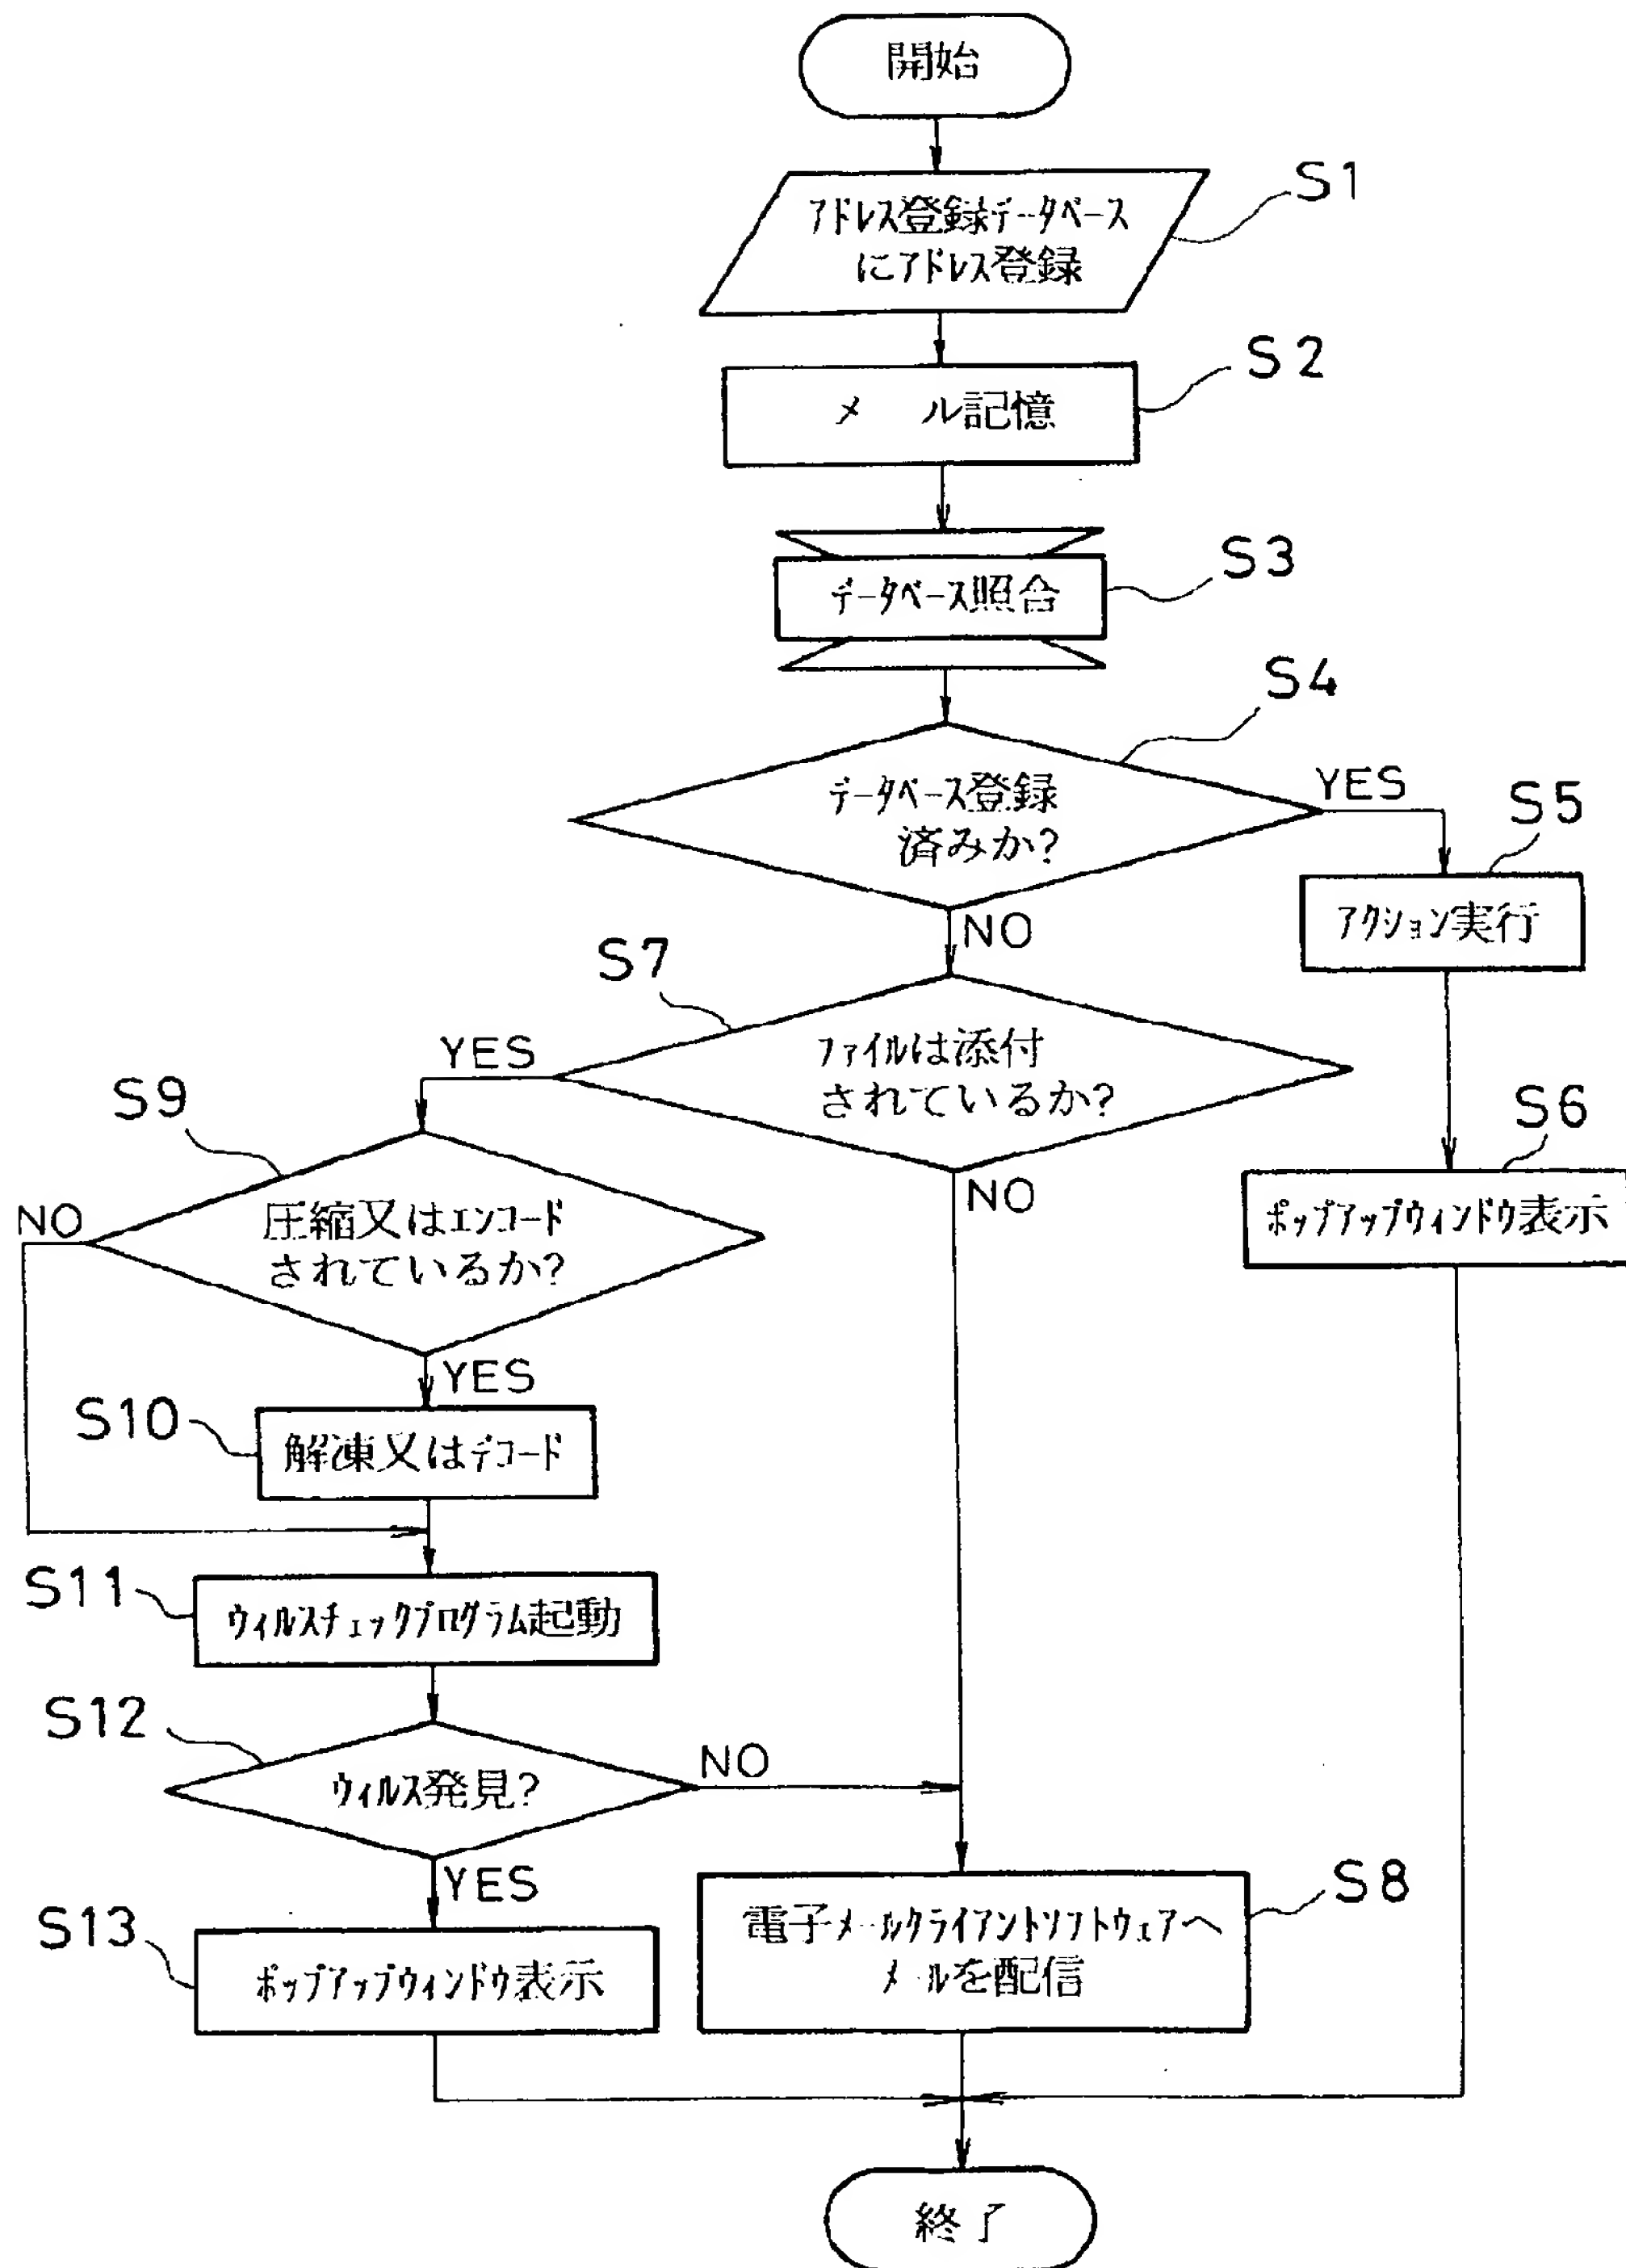 開始
S1
アドレス登録データベース
にアドレス登録
S2
メール記憶
S3
データベース照合
S4
データベース登録
済みか?
YES
S5
アクション実行
NO
S7
ファイルは添付
されているか?
YES
S9
S6
NO
ポップアップウィンドウ表示
圧縮又はエンコード
されているか?
NO
YES
S10
解凍又はデコード
S11
ウィルスチェックプログラム起動
S12
ウィルス発見?
NO
YES
S8
電子メールクライアントソフトウェアへ
メールを配信
S13
ポップアップウィンドウ表示
終了